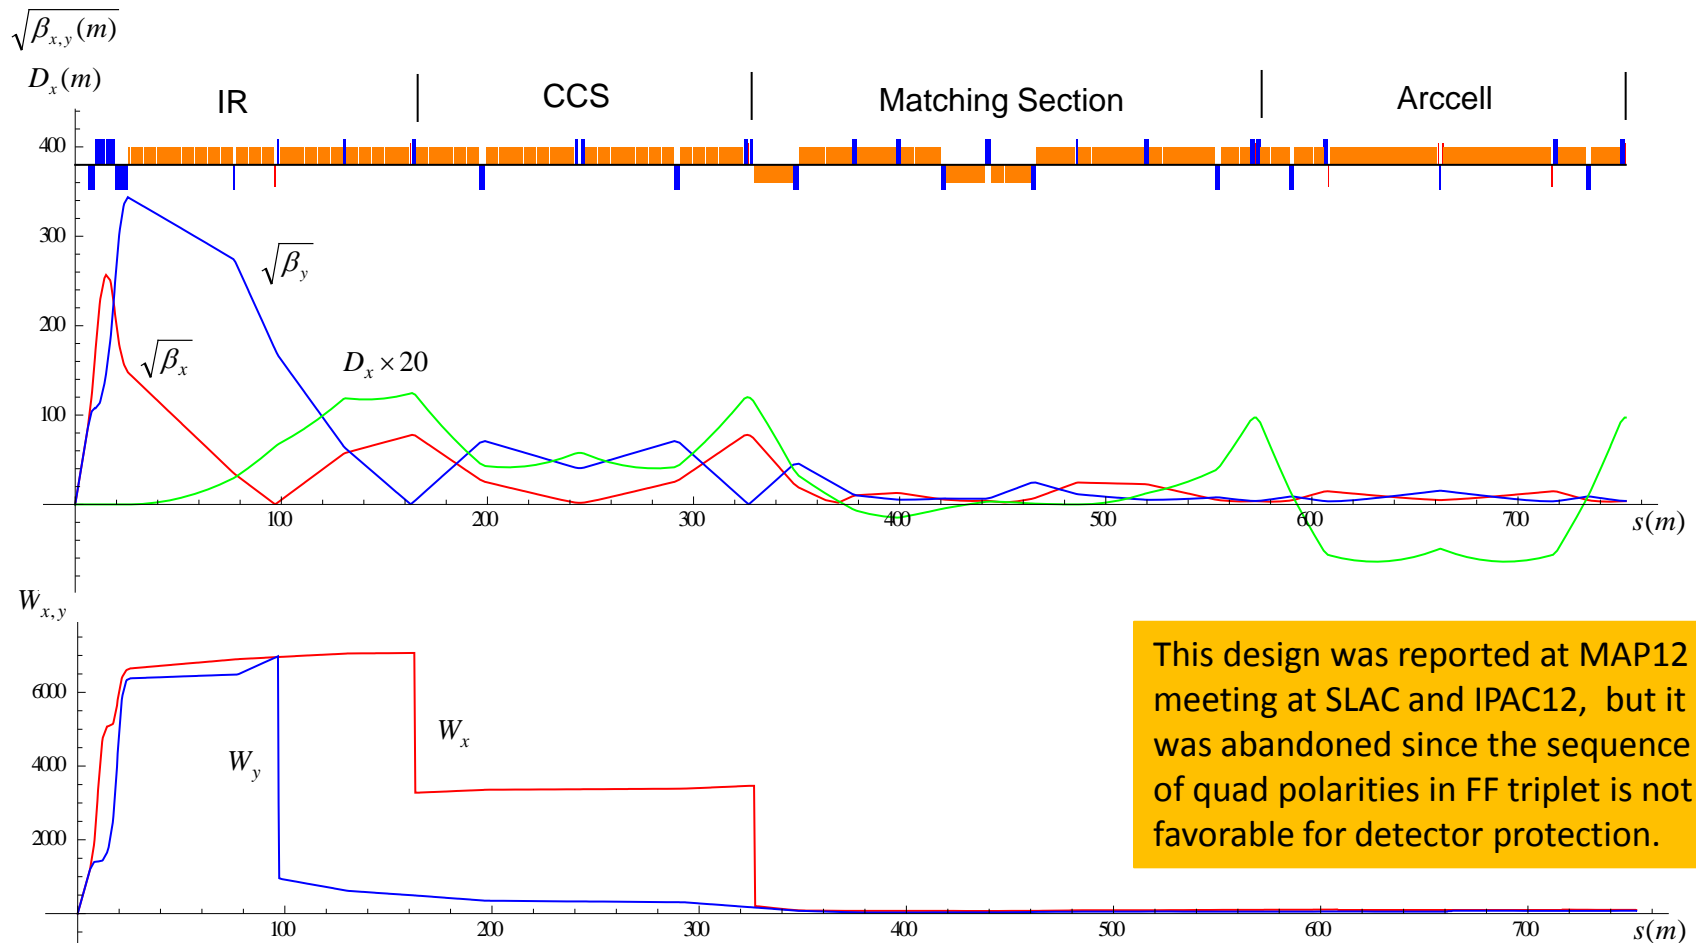 √β_{x,y}(m)
D_x(m)
IR CCS Matching Section Arccell
400
300
√β_y
200
√β_x D_x × 20
100
100 200 300 400 500 600 700 s(m)
W_{x,y}
6000
W_x
W_y
4000
2000
100 200 300 400 500 600 700 s(m)
This design was reported at MAP12
meeting at SLAC and IPAC12, but it
was abandoned since the sequence
of quad polarities in FF triplet is not
favorable for detector protection.